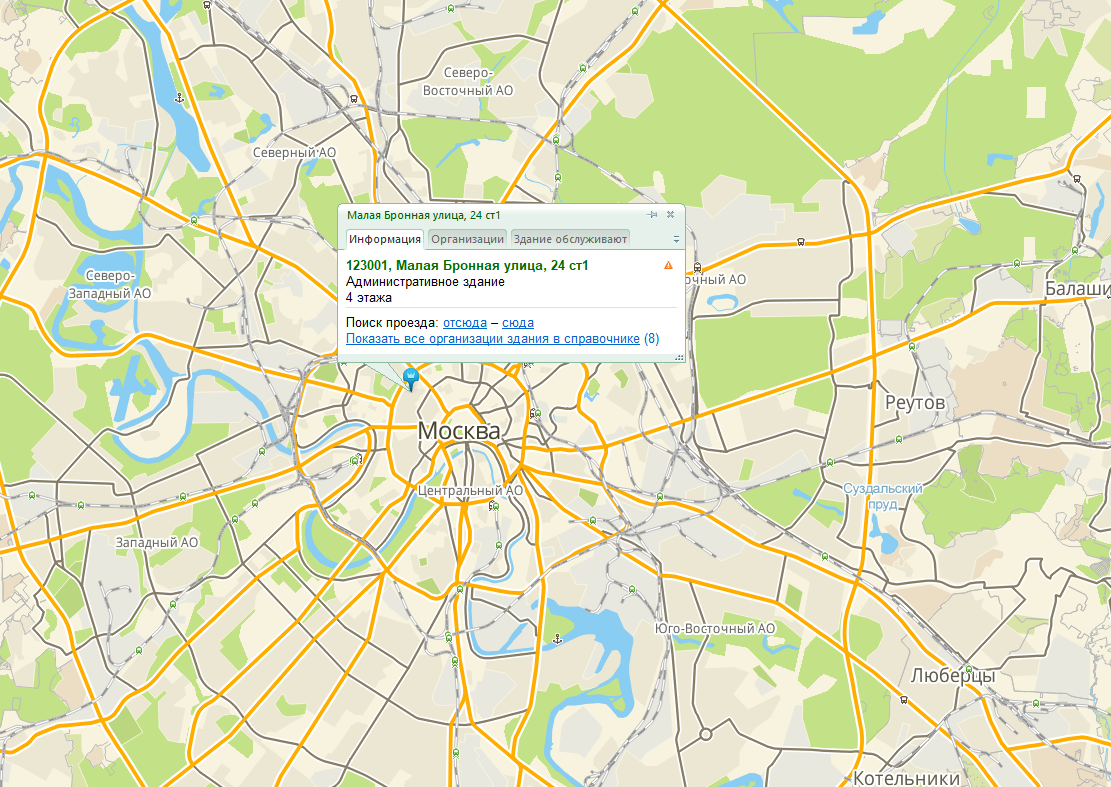 Северо-
Восточный АО
Северный АО
Малая Бронная улица, 24 ст1
Информация
Организации
Здание обслуживают
123001, Малая Бронная улица, 24 ст1
Административное здание
4 этажа
Поиск проезда: отсюда – сюда
Показать все организации здания в справочнике (8)
Северо-
Западный АО
очный АО
Балаши
Реутов
Москва
Центральный АО
Суздальский
пруд
Западный АО
Юго-Восточный АО
Люберцы
Котельники